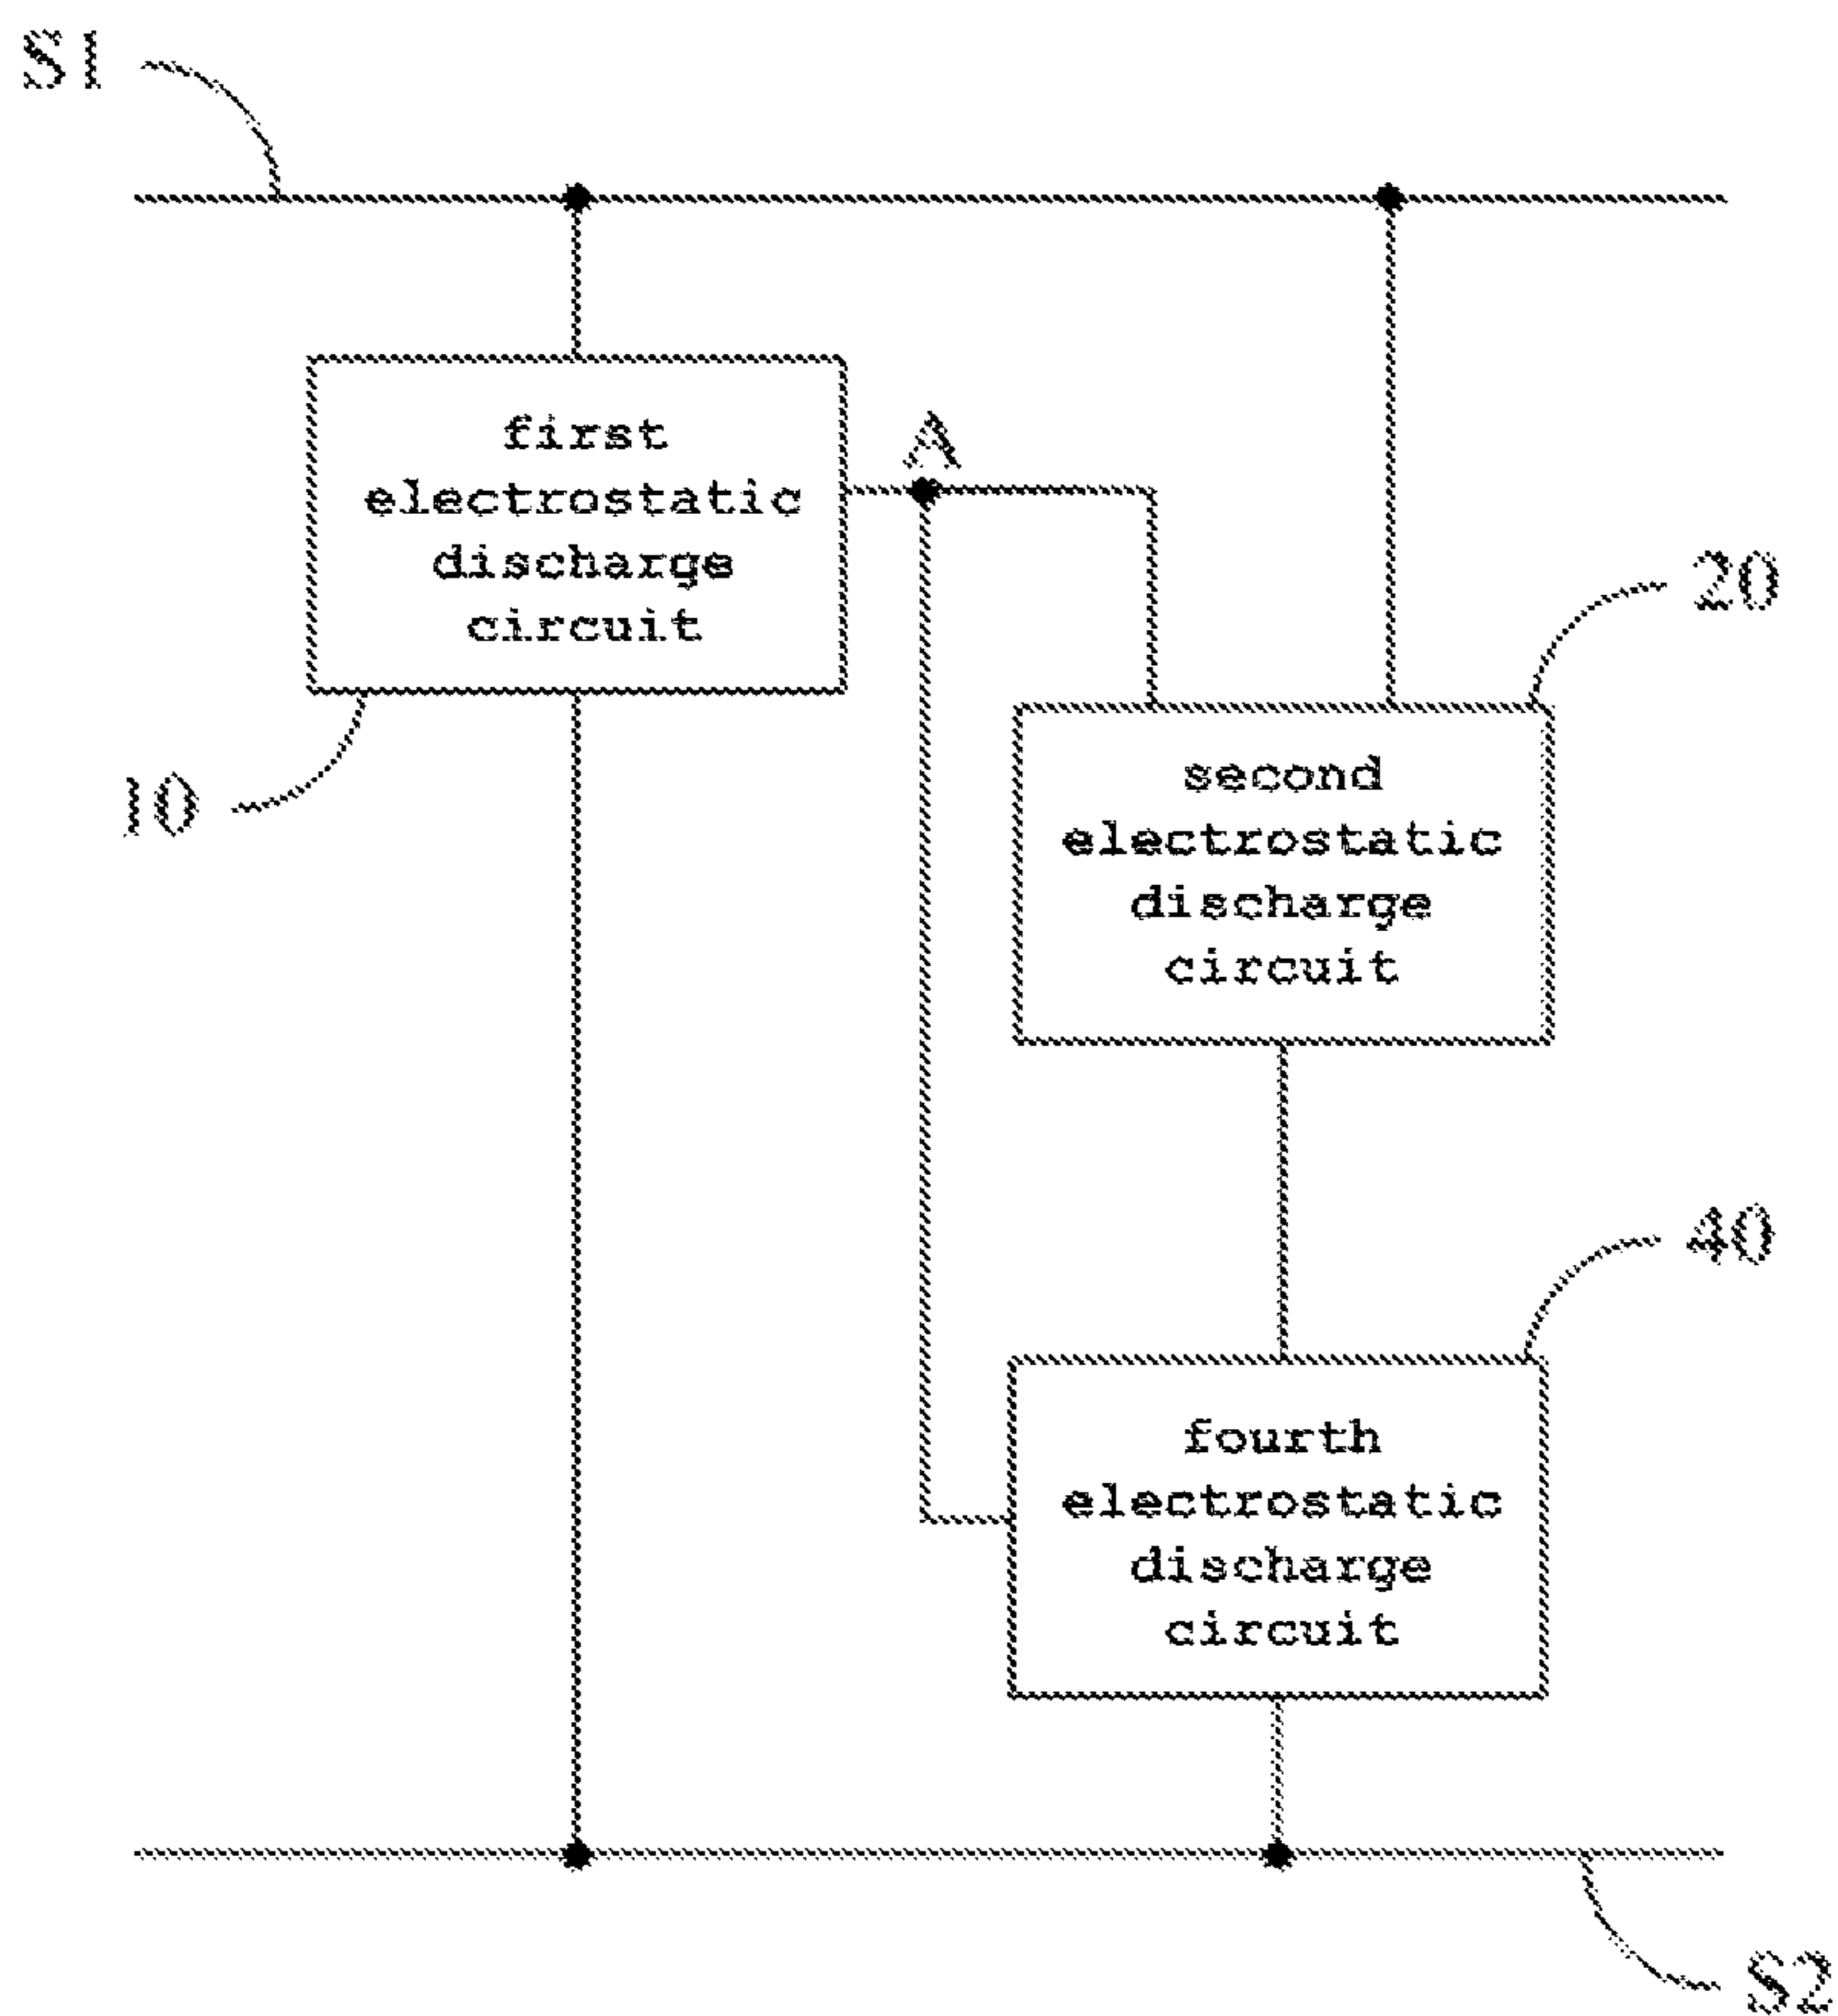 S1
first
electrostatic
discharge
circuit
A
20
10
second
electrostatic
discharge
circuit
40
fourth
electrostatic
discharge
circuit
S2